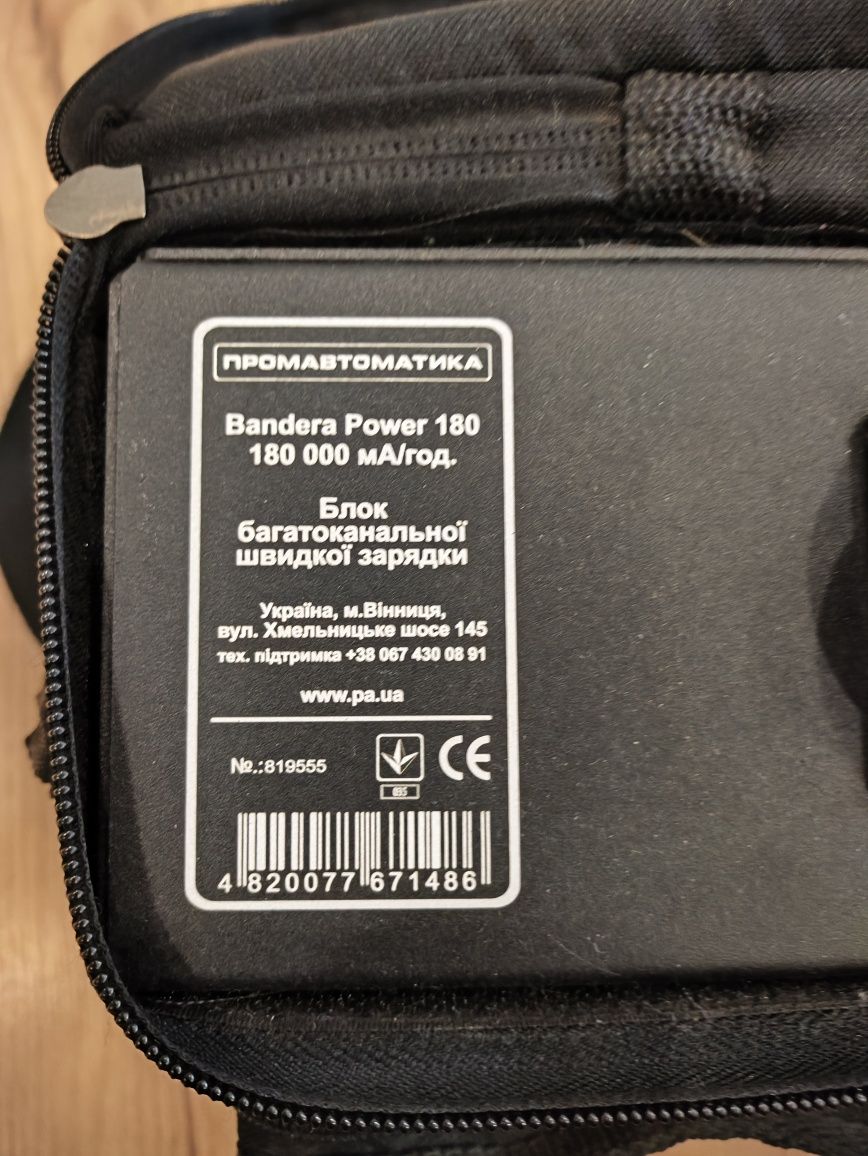 ПРОМАВТОМАТИКА
Bandera Power 180
180 000 мА/год.
Блок
багатоканальної
швидкої зарядки
Україна, м.Вінниця,
вул. Хмельницьке шосе 145
тех. підтримка +38 067 430 08 91
www.pa.ua
№.:819555
CE
035
4 820077 671486